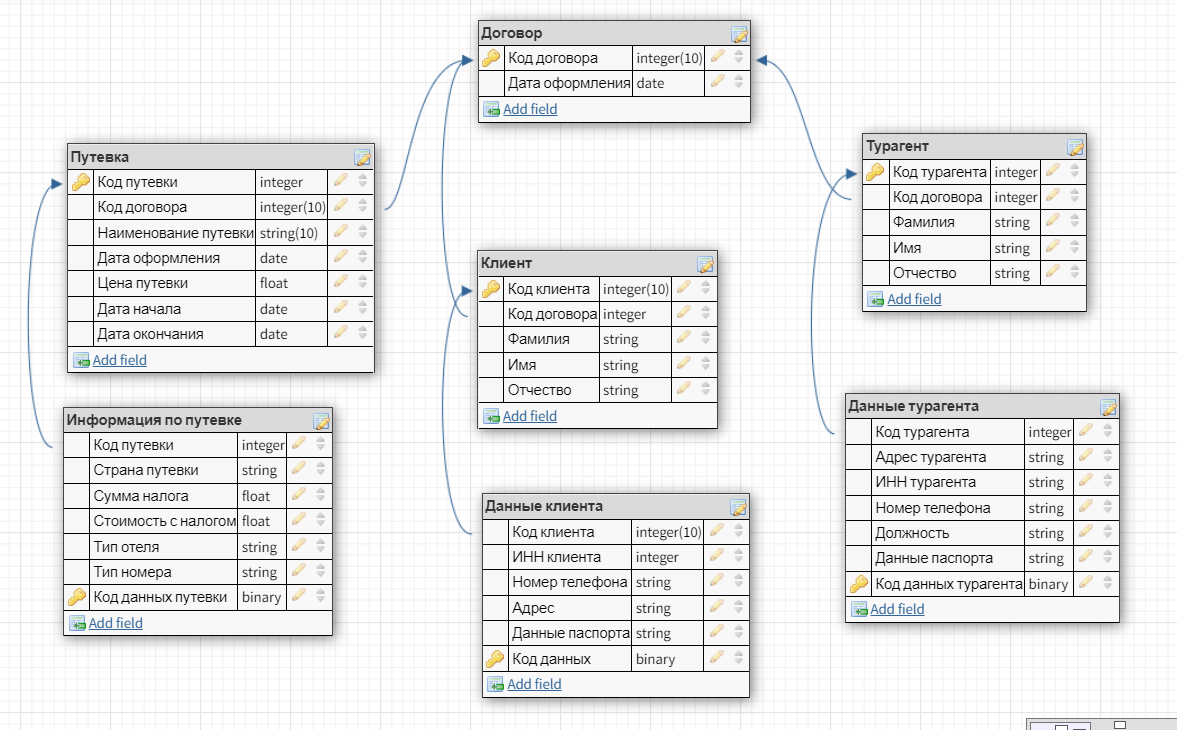 Договор
Код договора integer(10)
Дата оформления date
Add field
Путевка
Код путевки integer
Код договора integer(10)
Наименование путевки string(10)
Дата оформления date
Цена путевки float
Дата начала date
Дата окончания date
Add field
Турагент
Код турагента integer
Код договора integer
Фамилия string
Имя string
Отчество string
Add field
Клиент
Код клиента integer(10)
Код договора integer
Фамилия string
Имя string
Отчество string
Add field
Информация по путевке
Код путевки integer
Страна путевки string
Сумма налога float
Стоимость с налогом float
Тип отеля string
Тип номера string
Код данных путевки binary
Add field
Данные клиента
Код клиента integer(10)
ИНН клиента integer
Номер телефона string
Адрес string
Данные паспорта string
Код данных binary
Add field
Данные турагента
Код турагента integer
Адрес турагента string
ИНН турагента string
Номер телефона string
Должность string
Данные паспорта string
Код данных турагента binary
Add field